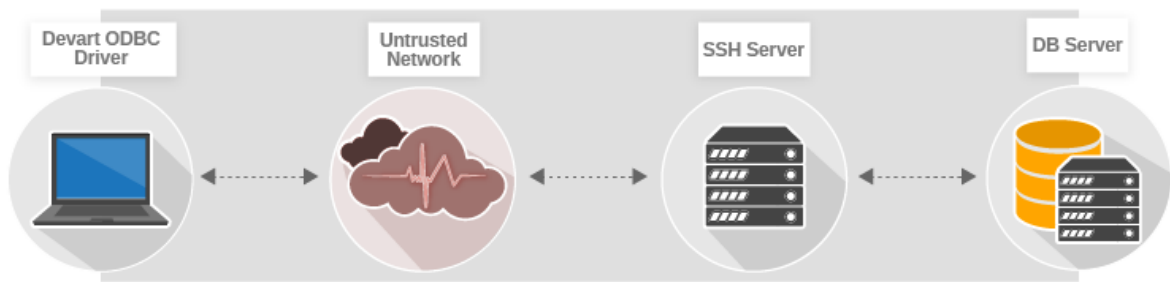 Devart ODBC
Driver
Untrusted
Network
SSH Server
DB Server